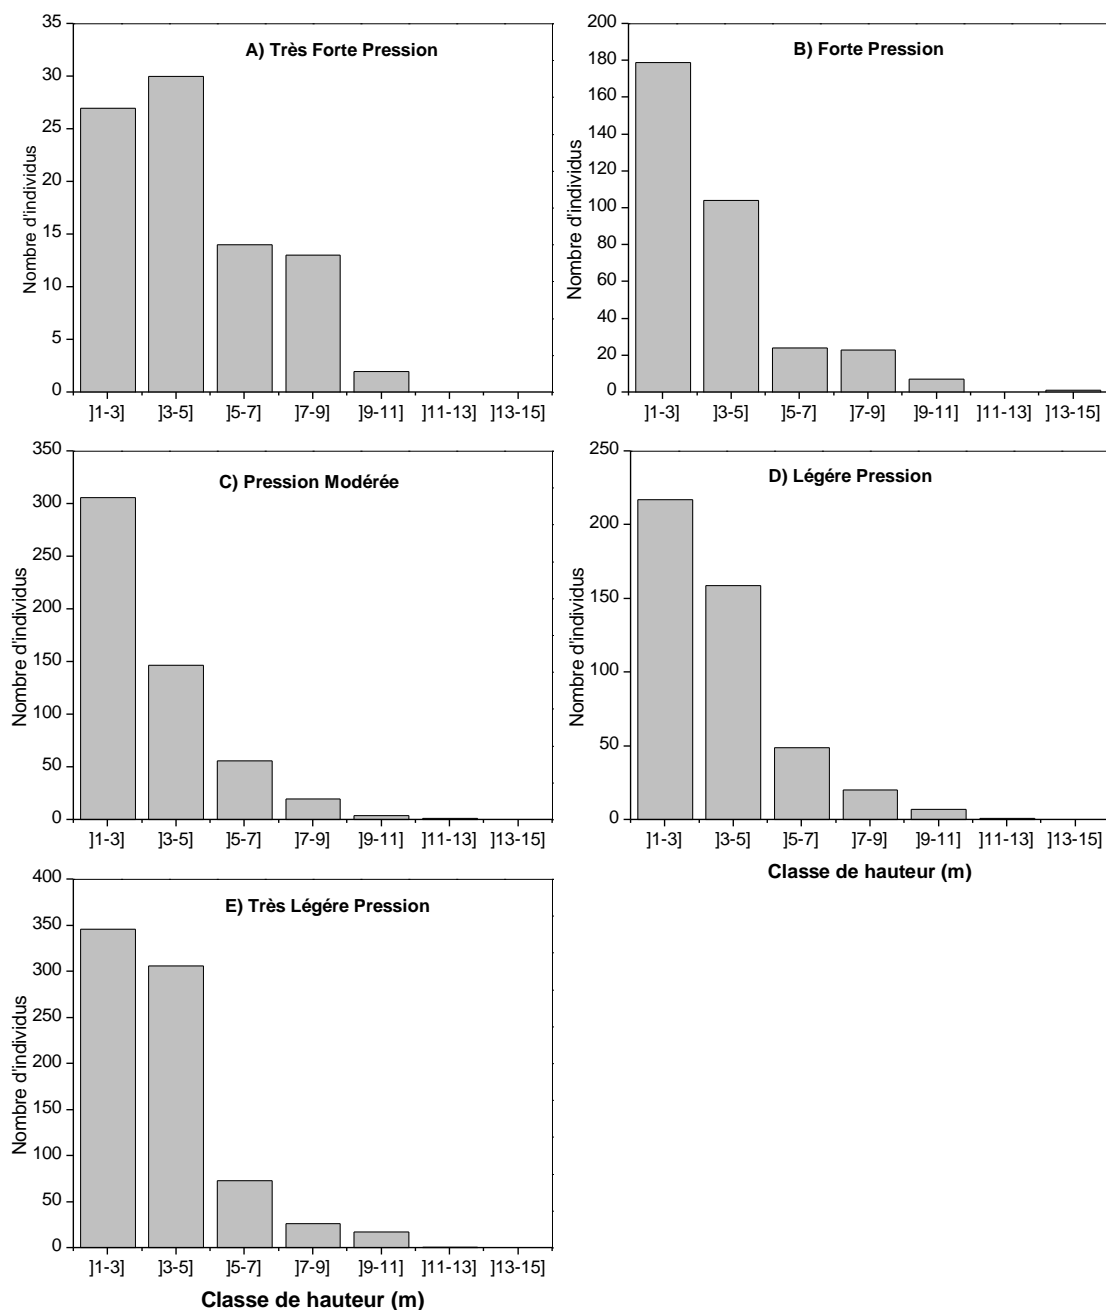 A) Très Forte Pression
Nombre d'individus
35
30
25
20
15
10
5
0
]1-3] ]3-5] ]5-7] ]7-9] ]9-11] ]11-13] ]13-15]
B) Forte Pression
Nombre d'individus
200
180
160
140
120
100
80
60
40
20
0
]1-3] ]3-5] ]5-7] ]7-9] ]9-11] ]11-13] ]13-15]
C) Pression Modérée
Nombre d'individus
350
300
250
200
150
100
50
0
]1-3] ]3-5] ]5-7] ]7-9] ]9-11] ]11-13] ]13-15]
D) Légére Pression
Nombre d'individus
250
200
150
100
50
0
]1-3] ]3-5] ]5-7] ]7-9] ]9-11] ]11-13] ]13-15]
Classe de hauteur (m)
E) Très Légére Pression
Nombre d'individus
400
350
300
250
200
150
100
50
0
]1-3] ]3-5] ]5-7] ]7-9] ]9-11] ]11-13] ]13-15]
Classe de hauteur (m)